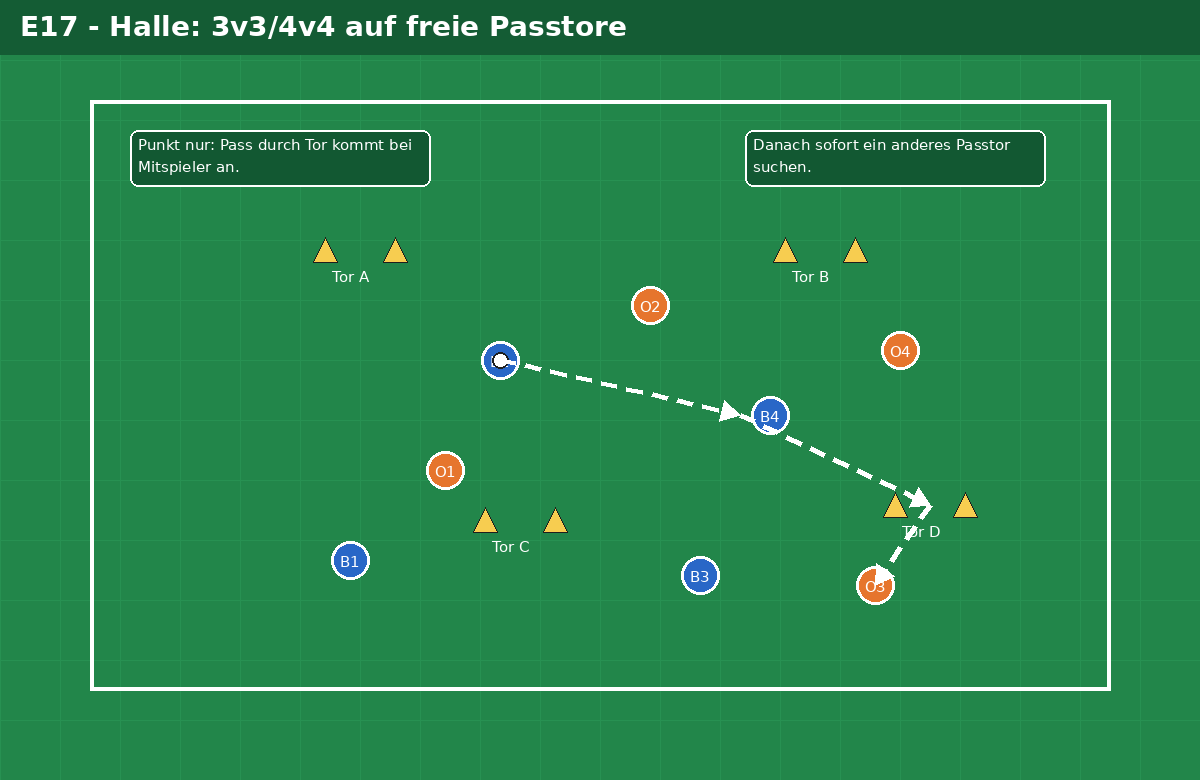 E17 - Halle: 3v3/4v4 auf freie Passtore
Punkt nur: Pass durch Tor kommt bei
Mitspieler an.
Danach sofort ein anderes Passtor
suchen.
Tor A
Tor B
O2
O4
B4
O1
Tor D
Tor C
B1
B3
O3